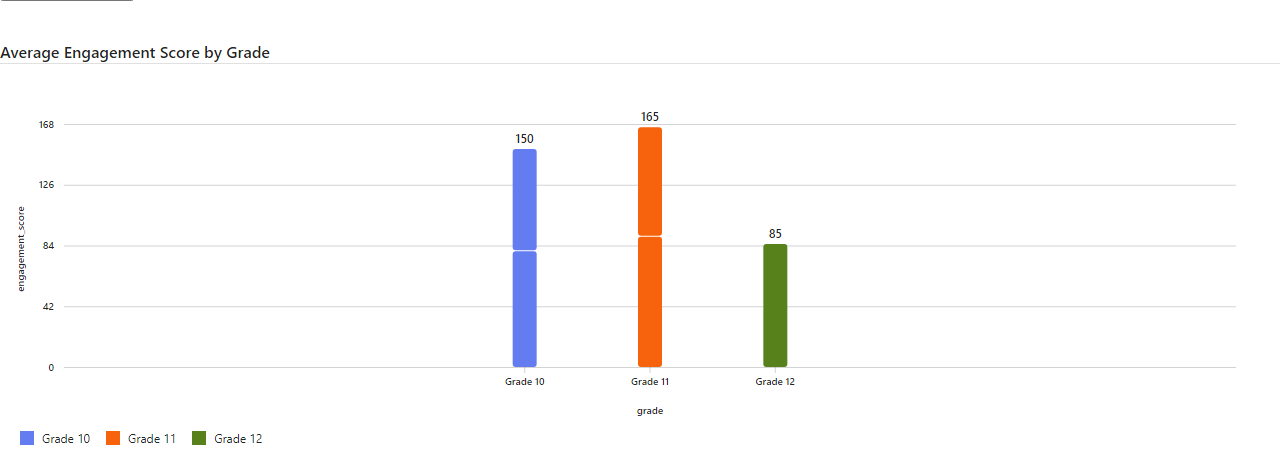 Average Engagement Score by Grade
165
168
150
126
85
84
42
0
engagement_score
Grade 10 Grade 11 Grade 12
grade
Grade 10 Grade 11 Grade 12